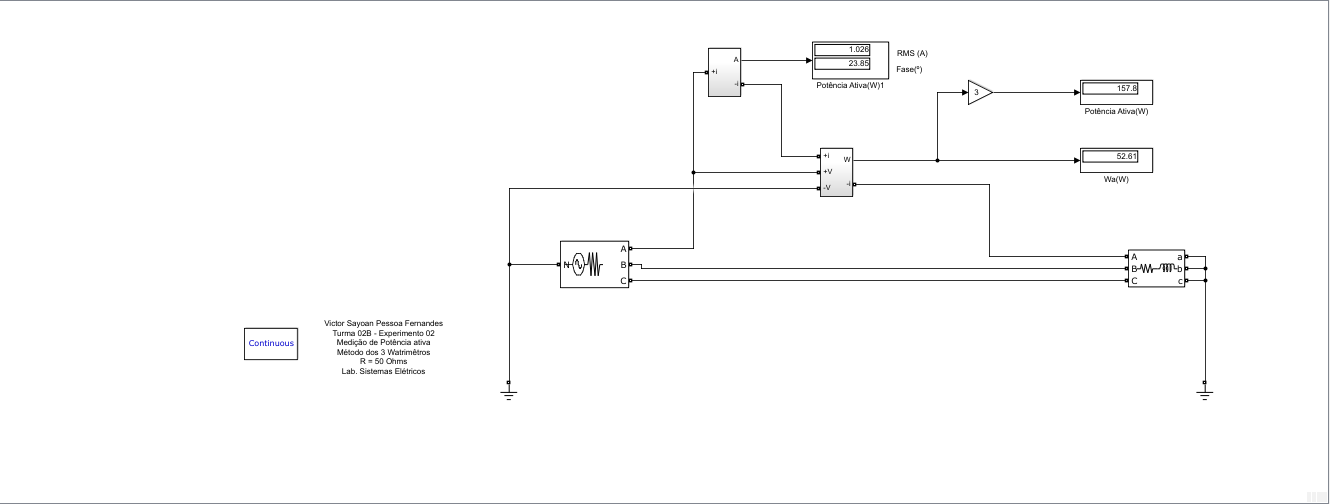 1.026
23.85
RMS (A)
Fase(º)
Potência Ativa(W)1
A
+i
-i
3
157.8
Potência Ativa(W)
52.61
Wa(W)
+i
+V
-V
W
-i
N
A
B
C
A
B
C
a
b
c
Continuous
Victor Sayoan Pessoa Fernandes
Turma 02B - Experimento 02
Medição de Potência ativa
Método dos 3 Watrimêtros
R = 50 Ohms
Lab. Sistemas Elétricos